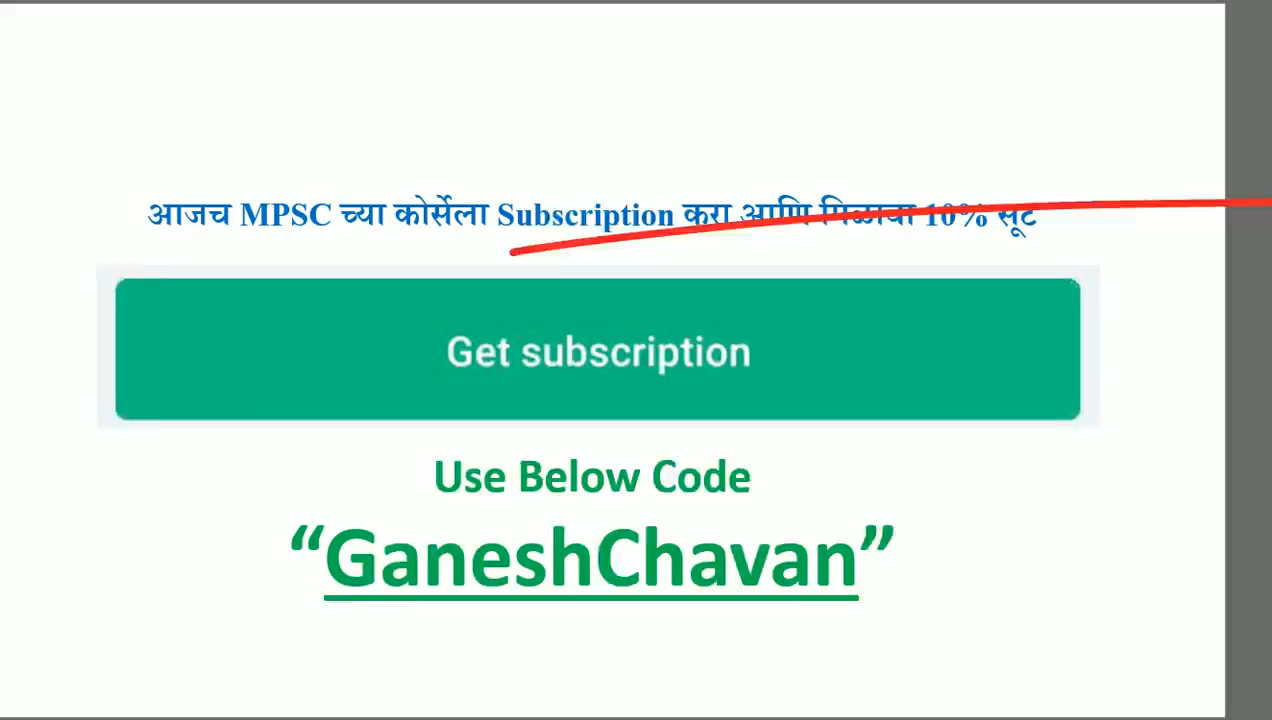 आजच MPSC च्या कोर्सेला Subscription करा आणि मिळावा 10% सूट
Get subscription
Use Below Code
“GaneshChavan”